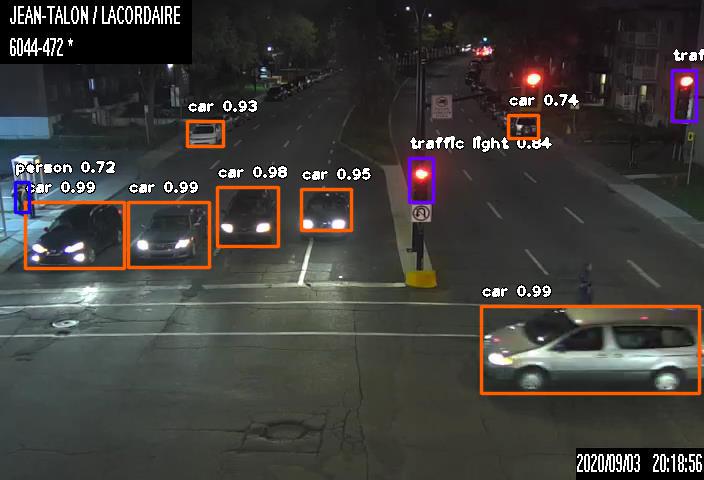 JEAN-TALON / LACORDAIRE
6044-472 *
traf
car 0.93
car 0.74
traffic light 0.84
person 0.72
car 0.98
car 0.95
car 0.99
car 0.99
car 0.99
2020/09/03 20:18:56